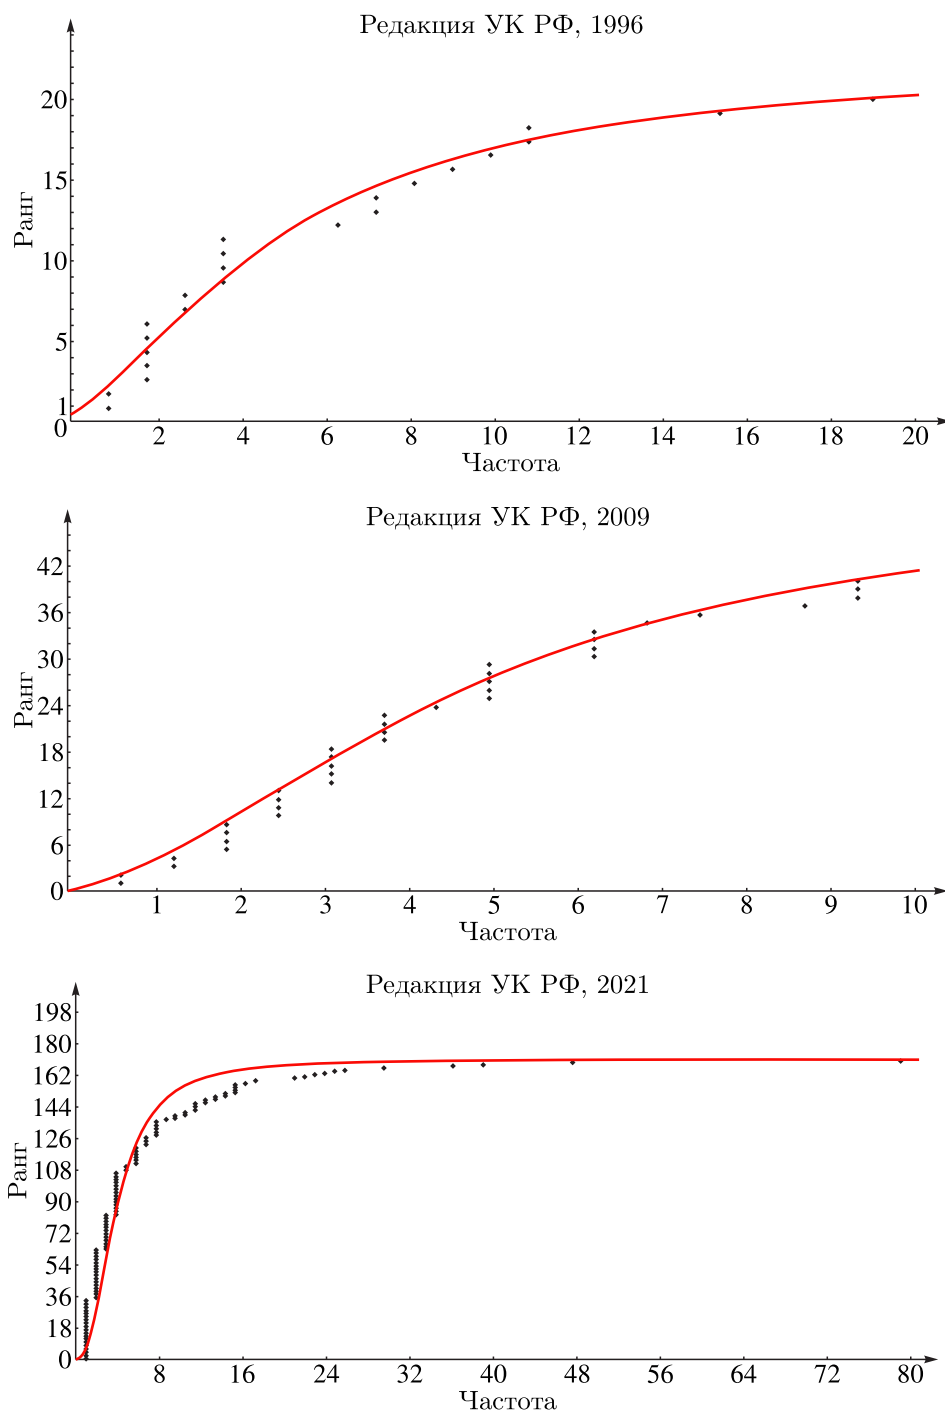 Редакция УК РФ, 1996
Ранг
20
15
10
5
1
0
2 4 6 8 10 12 14 16 18 20
Частота
Редакция УК РФ, 2009
Ранг
42
36
30
24
18
12
6
0
1 2 3 4 5 6 7 8 9 10
Частота
Редакция УК РФ, 2021
Ранг
198
180
162
144
126
108
90
72
54
36
18
0
8 16 24 32 40 48 56 64 72 80
Частота